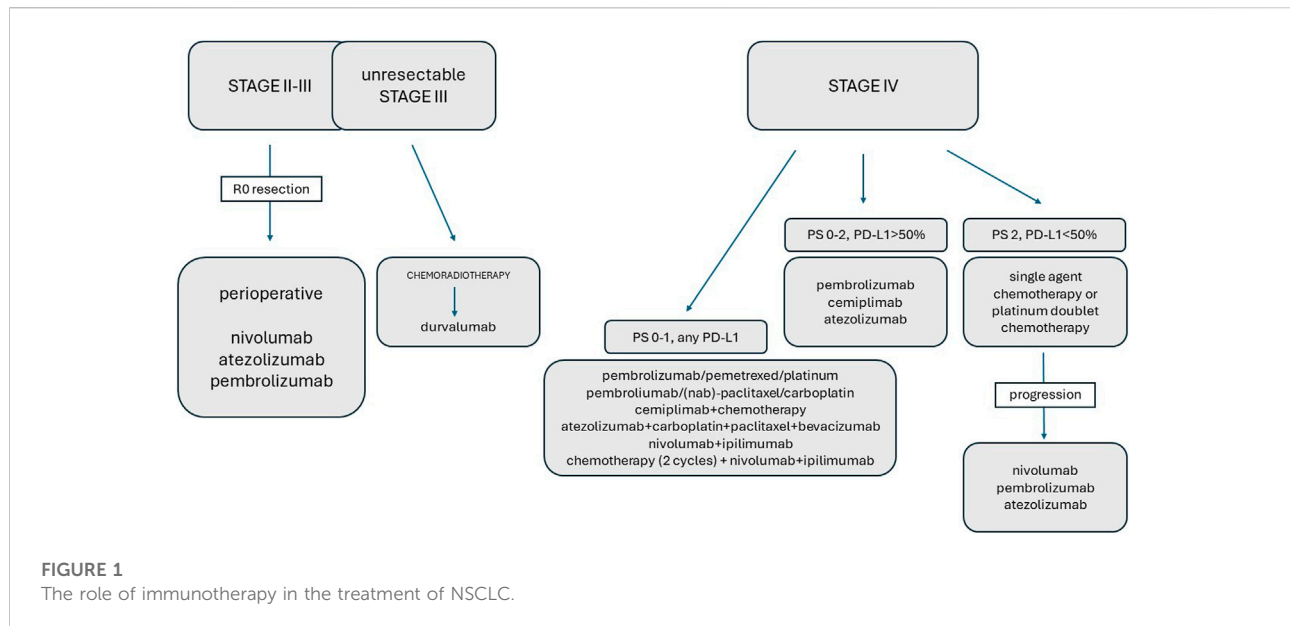 STAGE II-III
unresectable
STAGE III
R0 resection
perioperative
nivolumab
atezolizumab
pembrolizumab
CHEMORADIOTHERAPY
durvalumab
STAGE IV
PS 0-1, any PD-L1
pembrolizumab/pemetrexed/platinum
pembroliumab/(nab)-paclitaxel/carboplatin
cemiplimab+chemotherapy
atezolizumab+carboplatin+paclitaxel+bevacizumab
nivolumab+ipilimumab
chemotherapy (2 cycles) + nivolumab+ipilimumab
PS 0-2, PD-L1>50%
pembrolizumab
cemiplimab
atezolizumab
PS 2, PD-L1<50%
single agent
chemotherapy or
platinum doublet
chemotherapy
progression
nivolumab
pembrolizumab
atezolizumab
FIGURE 1
The role of immunotherapy in the treatment of NSCLC.